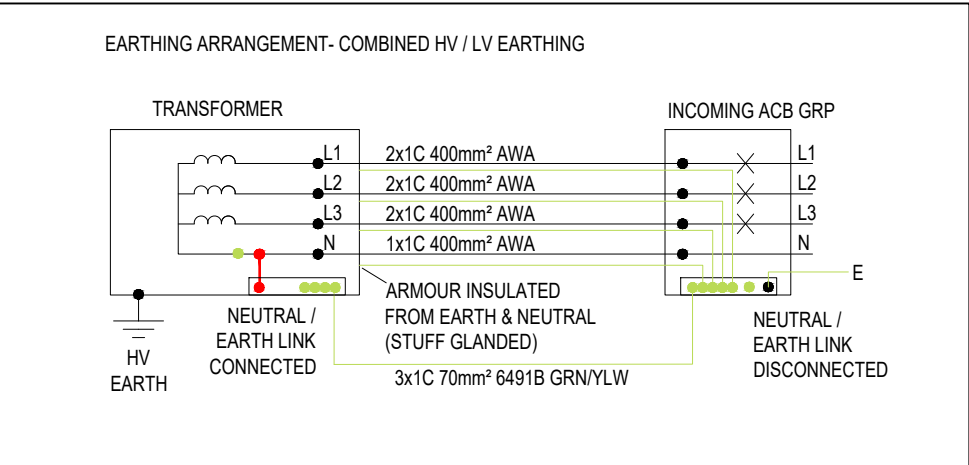 EARTHING ARRANGEMENT- COMBINED HV / LV EARTHING
TRANSFORMER
INCOMING ACB GRP
L1
2x1C 400mm² AWA
L1
L2
2x1C 400mm² AWA
L2
L3
2x1C 400mm² AWA
L3
N
1x1C 400mm² AWA
N
E
ARMOUR INSULATED
FROM EARTH & NEUTRAL
(STUFF GLANDED)
NEUTRAL /
EARTH LINK
CONNECTED
NEUTRAL /
EARTH LINK
DISCONNECTED
HV
EARTH
3x1C 70mm² 6491B GRN/YLW